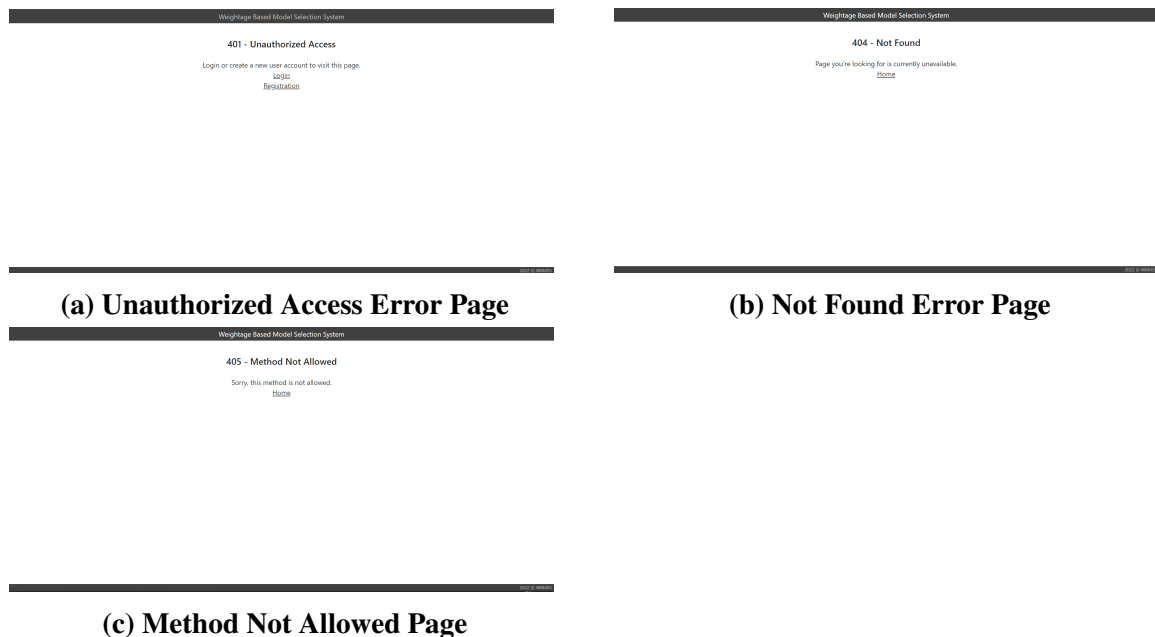 Weightage Based Model Selection System
401 - Unauthorized Access
Login or create a new user account to visit this page.
Login
Registration
(a) Unauthorized Access Error Page
Weightage Based Model Selection System
404 - Not Found
Page you're looking for is currently unavailable.
Home
(b) Not Found Error Page
Weightage Based Model Selection System
405 - Method Not Allowed
Sorry, this method is not allowed.
Home
(c) Method Not Allowed Page